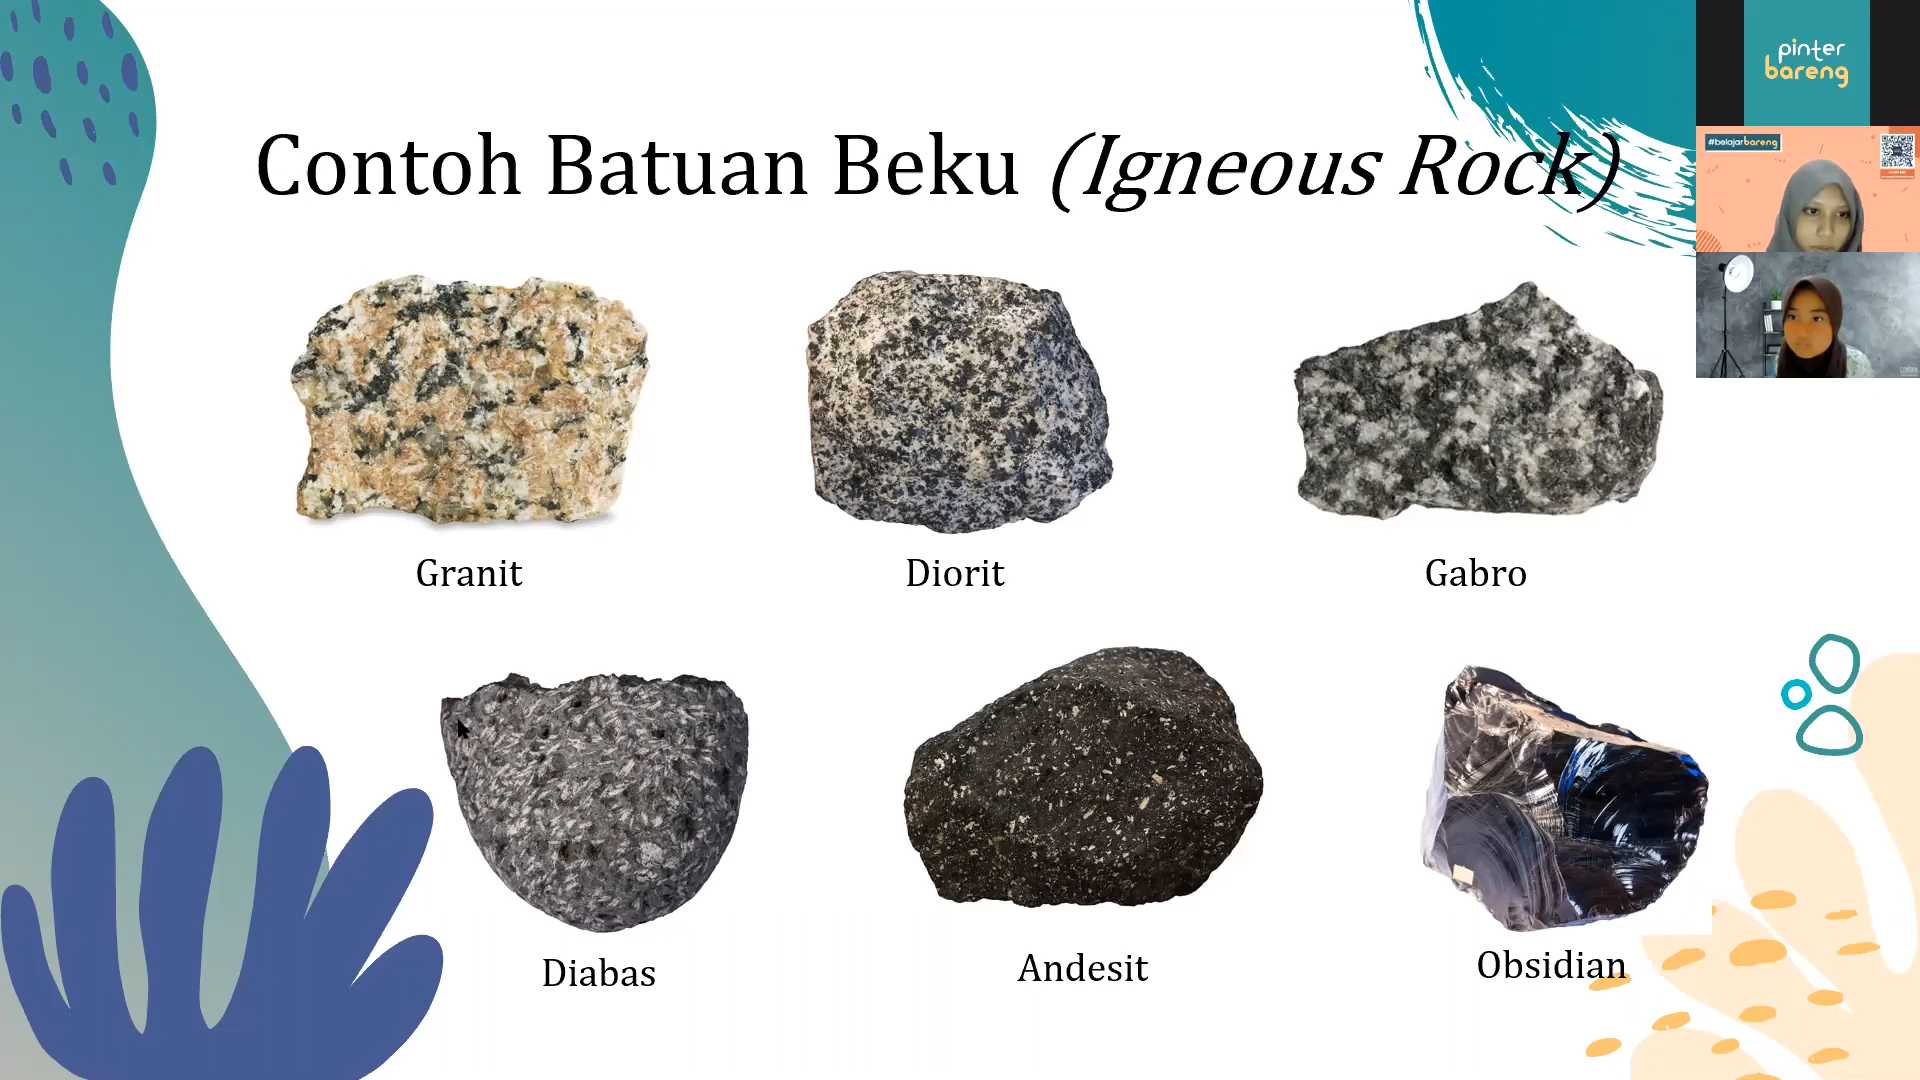 Contoh Batuan Beku (Igneous Rock)
pinter
bareng
#belajarbareng
Granit
Diorit
Gabro
Diabas
Andesit
Obsidian